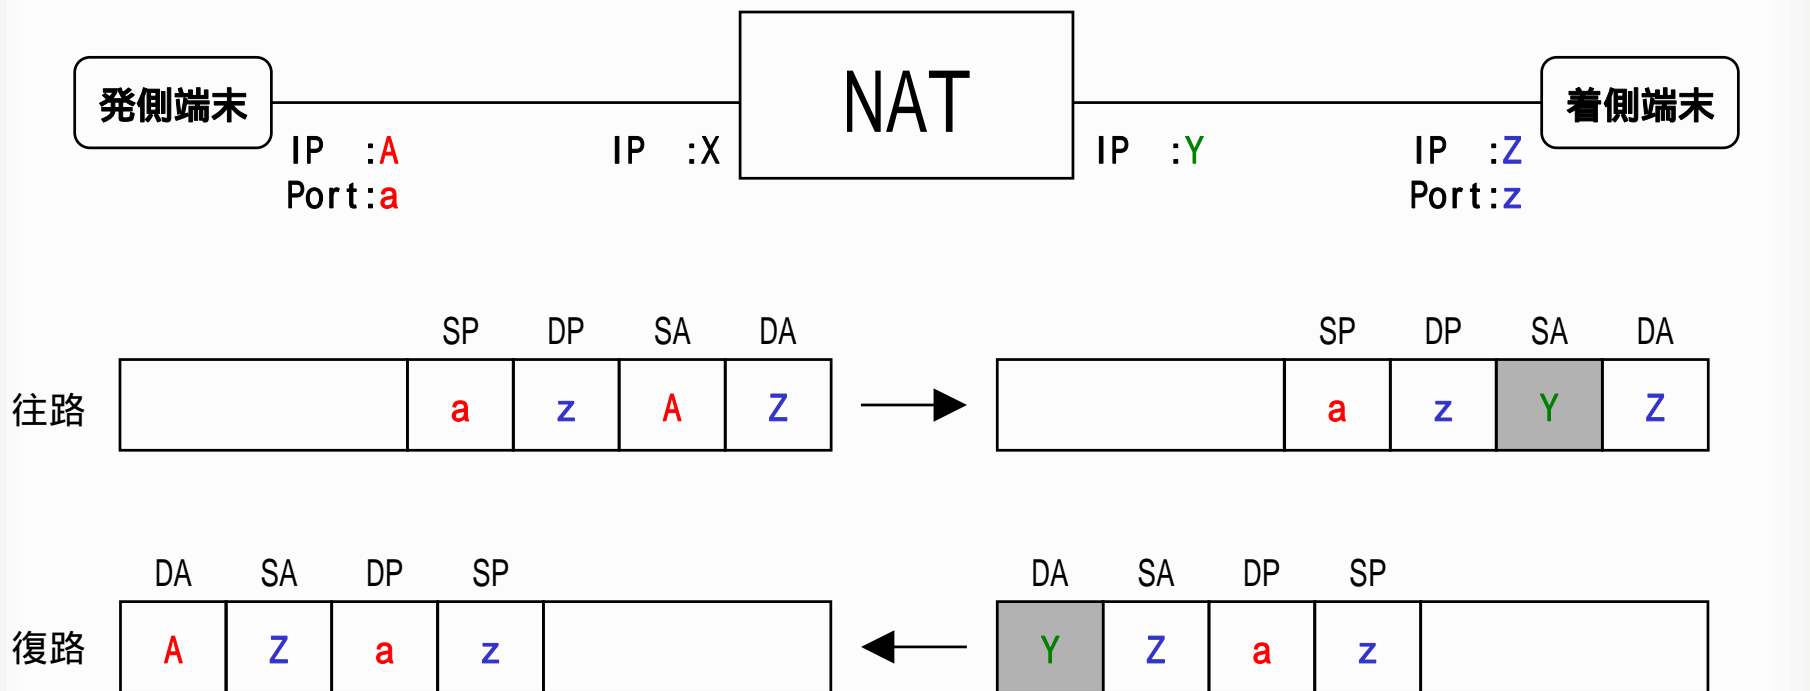 発側端末
NAT
着側端末
IP :A
IP :X
IP :Y
IP :Z
Port:a
Port:z
SP DP SA DA
SP DP SA DA
往路
a z A Z
a z Y Z
DA SA DP SP
DA SA DP SP
復路
A Z a z
Y Z a z